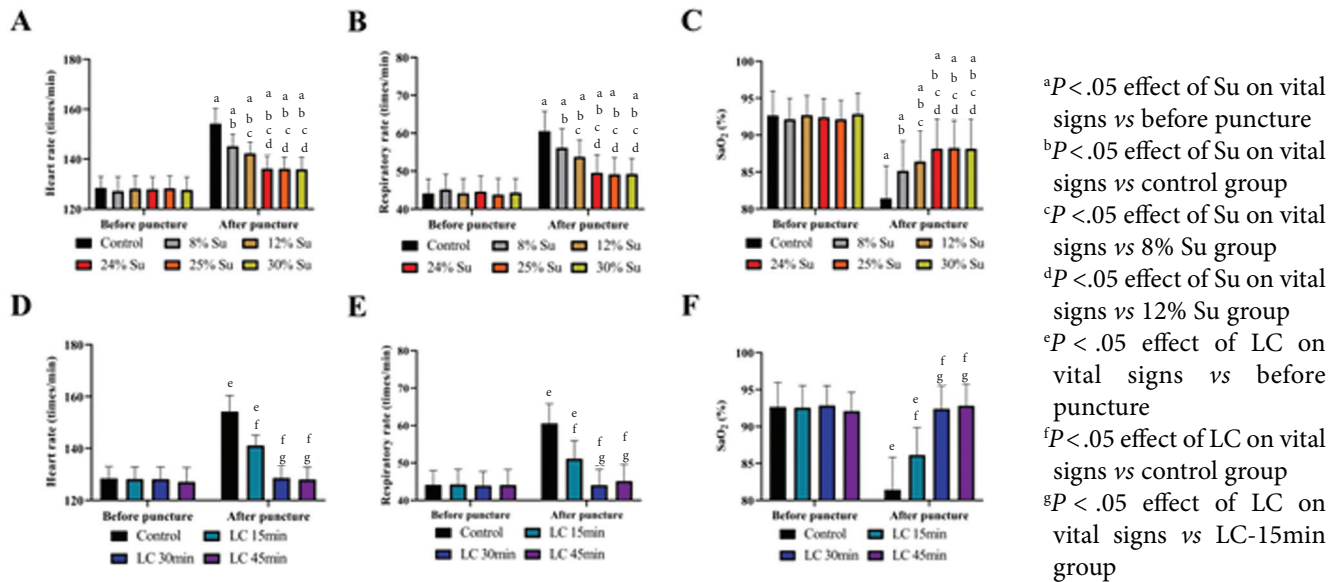 A
Heart rate (times/min)
180
160
140
120
a
a
b
a
b
c
a
b
c
d
a
b
c
d
a
b
c
d
Before puncture
After puncture
Control
8% Su
12% Su
24% Su
25% Su
30% Su
B
Respiratory rate (times/min)
80
70
60
50
40
a
a
b
a
b
c
a
b
c
d
a
b
c
d
a
b
c
d
Before puncture
After puncture
Control
8% Su
12% Su
24% Su
25% Su
30% Su
C
SaO2 (%)
100
95
90
85
80
a
a
b
a
b
c
a
b
c
d
a
b
c
d
a
b
c
d
Before puncture
After puncture
Control
8% Su
12% Su
24% Su
25% Su
30% Su
D
Heart rate (times/min)
180
160
140
120
e
e
f
f
g
f
g
Before puncture
After puncture
Control
LC 15min
LC 30min
LC 45min
E
Respiratory rate (times/min)
80
70
60
50
40
e
e
f
f
g
f
g
Before puncture
After puncture
Control
LC 15min
LC 30min
LC 45min
F
SaO2 (%)
100
95
90
85
80
e
e
f
f
g
f
g
Before puncture
After puncture
Control
LC 15min
LC 30min
LC 45min
aP < .05 effect of Su on vital
signs vs before puncture
bP < .05 effect of Su on vital
signs vs control group
cP < .05 effect of Su on vital
signs vs 8% Su group
dP < .05 effect of Su on vital
signs vs 12% Su group
eP < .05 effect of LC on
vital signs vs before
puncture
fP < .05 effect of LC on vital
signs vs control group
gP < .05 effect of LC on
vital signs vs LC-15min
group